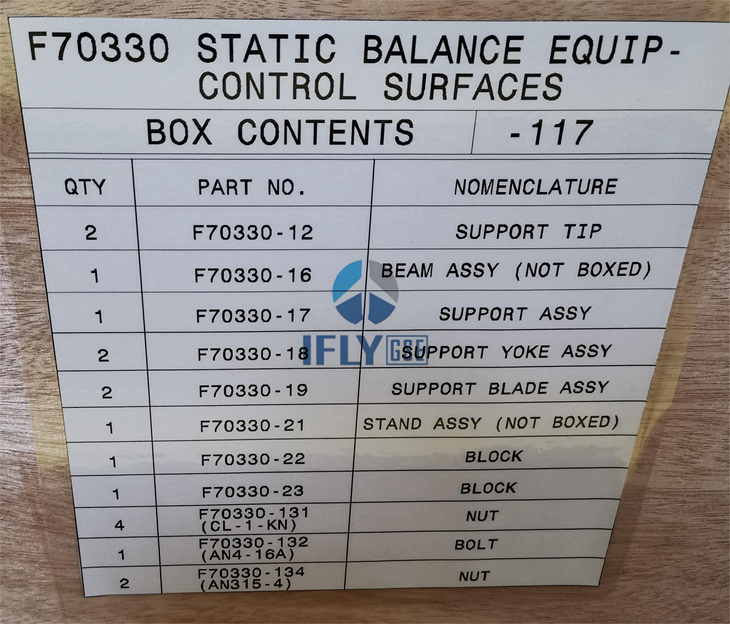 F70330 STATIC BALANCE EQUIP-
CONTROL SURFACES
BOX CONTENTS -117
QTY PART NO. NOMENCLATURE
2 F70330-12 SUPPORT TIP
1 F70330-16 BEAM ASSY (NOT BOXED)
1 F70330-17 SUPPORT ASSY
2 F70330-18 SUPPORT YOKE ASSY
IFLY GSE
2 F70330-19 SUPPORT BLADE ASSY
1 F70330-21 STAND ASSY (NOT BOXED)
1 F70330-22 BLOCK
1 F70330-23 BLOCK
4 F70330-131 NUT
(CL-1-KN)
1 F70330-132 BOLT
(AN4-16A)
2 F70330-134 NUT
(AN315-4)